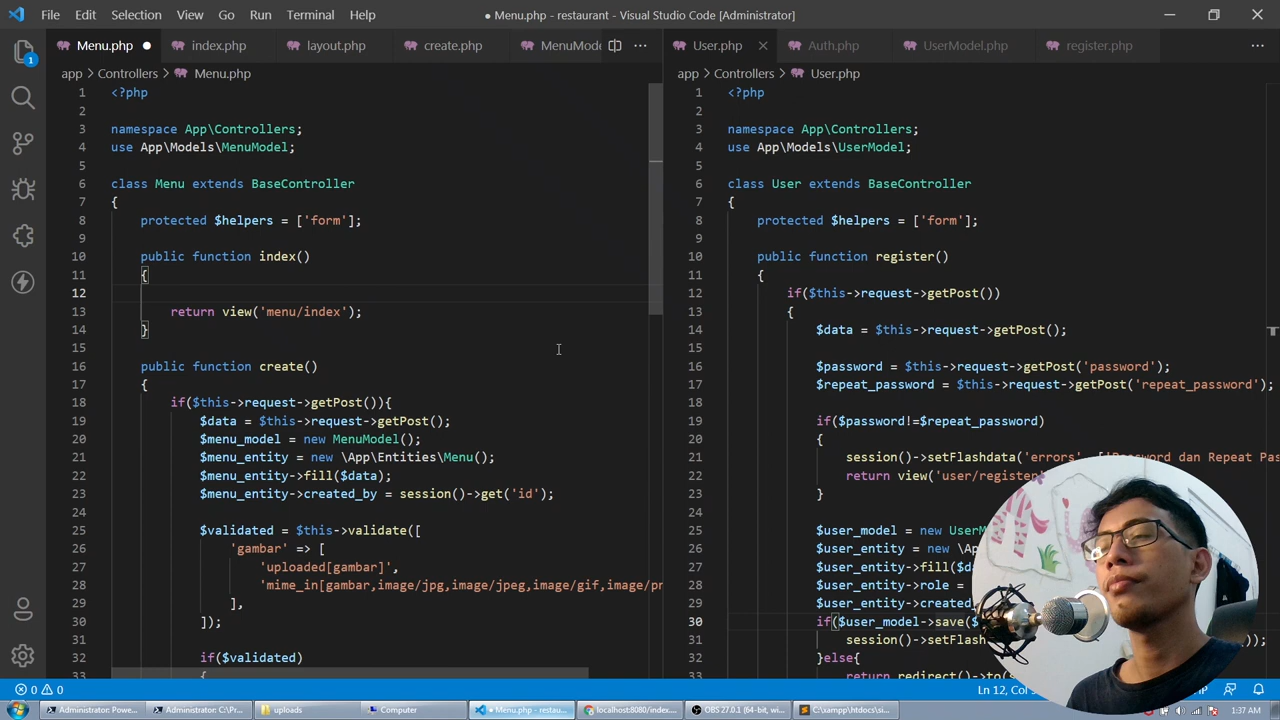 File Edit Selection View Go Run Terminal Help
● Menu.php - restaurant - Visual Studio Code [Administrator]
Menu.php index.php layout.php create.php MenuMode
User.php Auth.php UserModel.php register.php
app > Controllers > Menu.php
1 <?php
2
3 namespace App\Controllers;
4 use App\Models\MenuModel;
5
6 class Menu extends BaseController
7 {
8 protected $helpers = ['form'];
9
10 public function index()
11 {
12
13 return view('menu/index');
14 }
15
16 public function create()
17 {
18 if($this->request->getPost()){
19 $data = $this->request->getPost();
20 $menu_model = new MenuModel();
21 $menu_entity = new \App\Entities\Menu();
22 $menu_entity->fill($data);
23 $menu_entity->created_by = session()->get('id');
24
25 $validated = $this->validate([
26 'gambar' => [
27 'uploaded[gambar]',
28 'mime_in[gambar,image/jpg,image/jpeg,image/gif,image/pr
29 ],
30 ]);
31
32 if($validated)
33 {
app > Controllers > User.php
1 <?php
2
3 namespace App\Controllers;
4 use App\Models\UserModel;
5
6 class User extends BaseController
7 {
8 protected $helpers = ['form'];
9
10 public function register()
11 {
12 if($this->request->getPost())
13 {
14 $data = $this->request->getPost();
15
16 $password = $this->request->getPost('password');
17 $repeat_password = $this->request->getPost('repeat_password');
18
19 if($password!=$repeat_password)
20 {
21 session()->setFlashdata('errors', ['Password dan Repeat Pas
22 return view('user/register
23 }
24
25 $user_model = new UserM
26 $user_entity = new \Ap
27 $user_entity->fill($da
28 $user_entity->role =
29 $user_entity->created
30 if($user_model->save($
31 session()->setFlash );
32 }else{
33 return redirect()->to(
0 0 Ln 12, Co
Administrator: Powe... Administrator: C:\Pr... uploads Computer Menu.php - restau... localhost:8080/index... OBS 27.0.1 (64-bit, wi... C:\xampp\htdocs\si... 1:37 AM